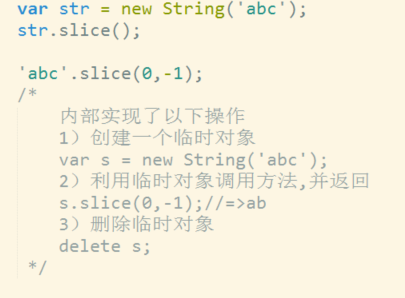 var str = new String('abc');
str.slice();
'abc'.slice(0,-1);
/*
内部实现了以下操作
1）创建一个临时对象
var s = new String('abc');
2）利用临时对象调用方法,并返回
s.slice(0,-1);//=>ab
3）删除临时对象
delete s;
*/